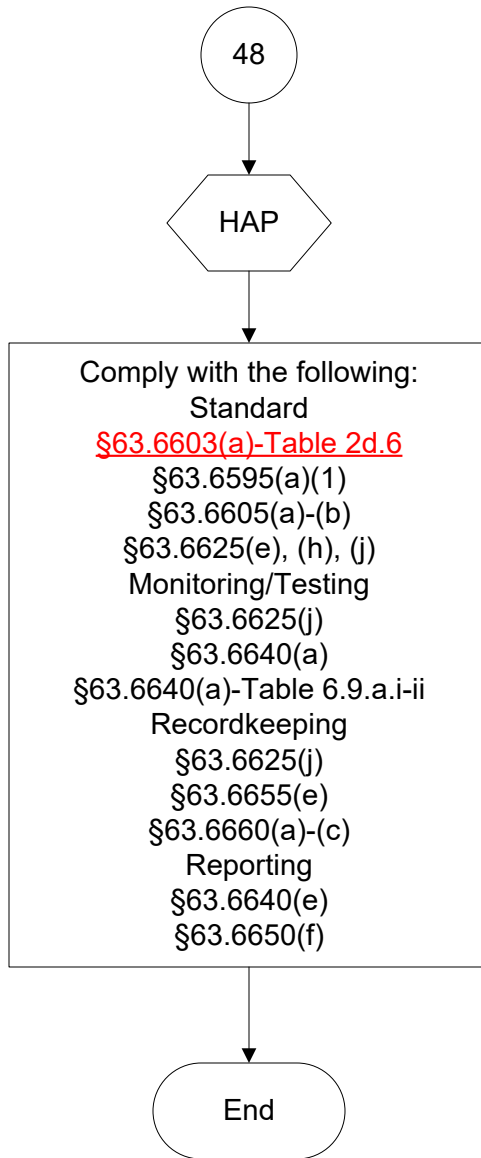 48
HAP
Comply with the following:
Standard
§63.6603(a)-Table 2d.6
§63.6595(a)(1)
§63.6605(a)-(b)
§63.6625(e), (h), (j)
Monitoring/Testing
§63.6625(j)
§63.6640(a)
§63.6640(a)-Table 6.9.a.i-ii
Recordkeeping
§63.6625(j)
§63.6655(e)
§63.6660(a)-(c)
Reporting
§63.6640(e)
§63.6650(f)
End